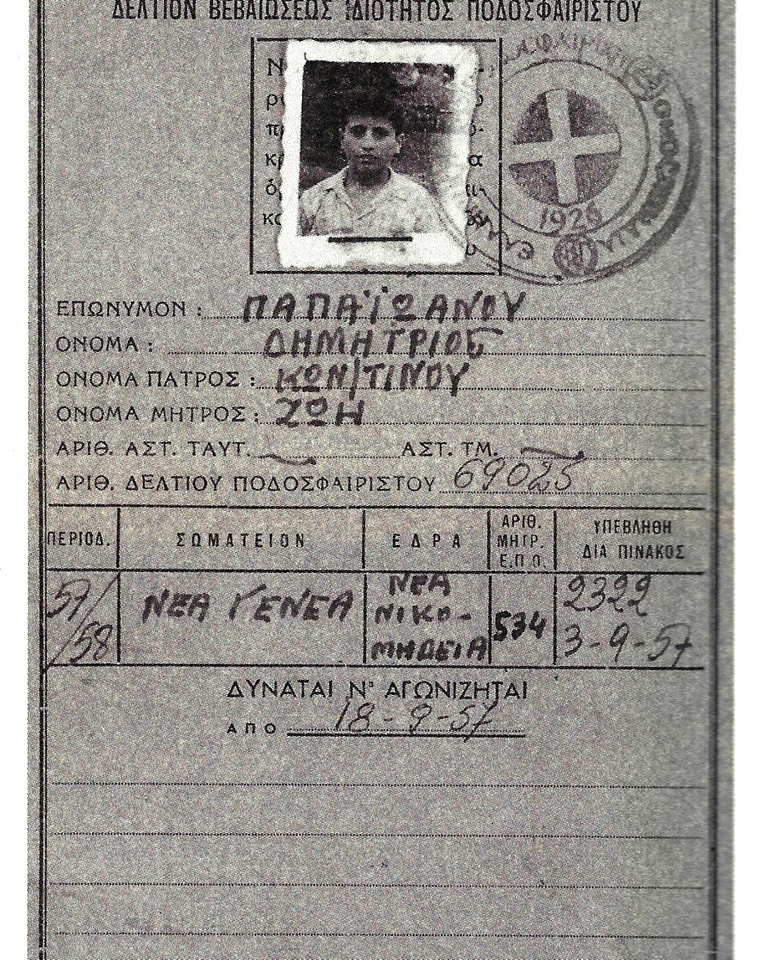 ΔΕΛΤΙΟΝ ΒΕΒΑΙΩΣΕΩΣ ΙΔΙΟΤΗΤΟΣ ΠΟΔΟΣΦΑΙΡΙΣΤΟΥ
1926
ΕΠΩΝΥΜΟΝ : ΠΑΠΑΪΩΑΝΟΥ
ΟΝΟΜΑ : ΔΗΜΗΤΡΙΟΣ
ΟΝΟΜΑ ΠΑΤΡΟΣ : ΚΩΝ/ΤΙΝΟΥ
ΟΝΟΜΑ ΜΗΤΡΟΣ : ΖΩΗ
ΑΡΙΘ. ΑΣΤ. ΤΑΥΤ. ΑΣΤ. ΤΜ.
ΑΡΙΘ. ΔΕΛΤΙΟΥ ΠΟΔΟΣΦΑΙΡΙΣΤΟΥ 69025
ΠΕΡΙΟΔ. ΣΩΜΑΤΕΙΟΝ ΕΔΡΑ ΑΡΙΘ. ΜΗΤΡ. Ε.Π.Ο. ΥΠΕΒΛΗΘΗ ΔΙΑ ΠΙΝΑΚΟΣ
57/58 ΝΕΑ ΓΕΝΕΑ ΝΕΑ ΝΙΚΟ-ΜΗΔΕΙΑ 534 2322 3-9-57
ΔΥΝΑΤΑΙ Ν' ΑΓΩΝΙΖΗΤΑΙ
ΑΠΟ 18-9-57